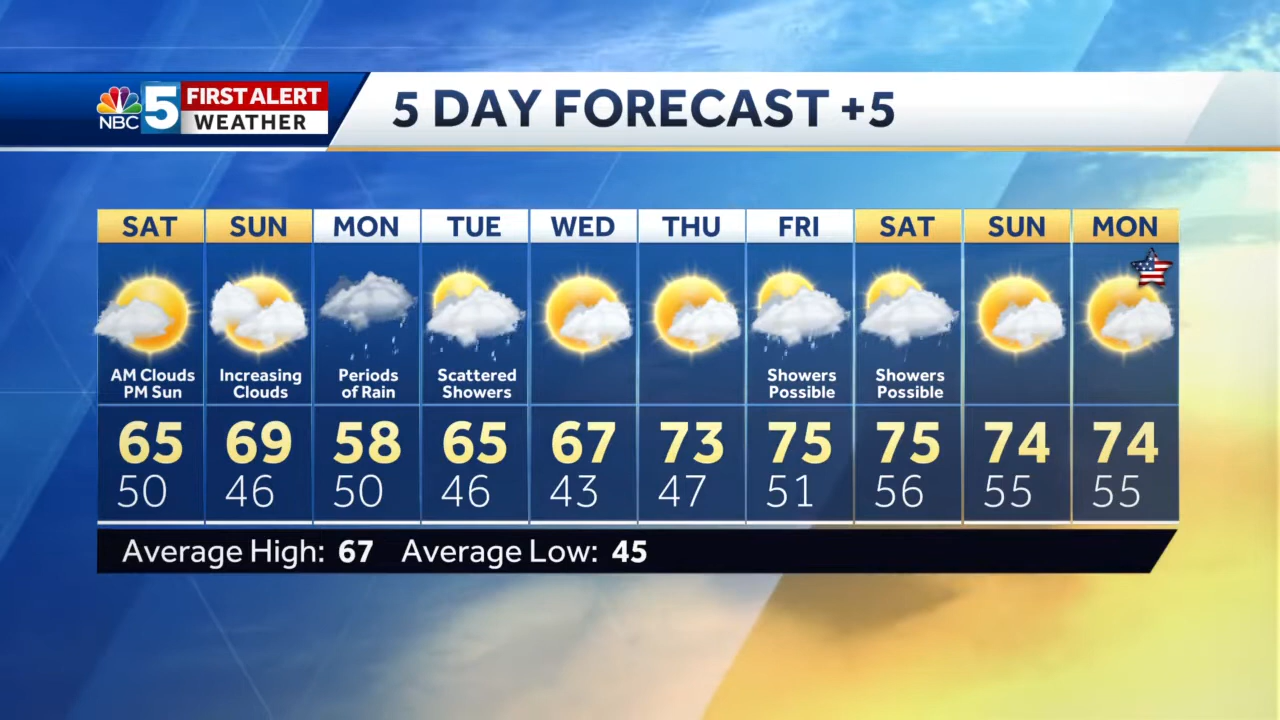 NBC 5 FIRST ALERT
WEATHER
5 DAY FORECAST +5
SAT SUN MON TUE WED THU FRI SAT SUN MON
AM Clouds Increasing Periods Scattered Showers Showers
PM Sun Clouds of Rain Showers Possible Possible
65 69 58 65 67 73 75 75 74 74
50 46 50 46 43 47 51 56 55 55
Average High: 67 Average Low: 45